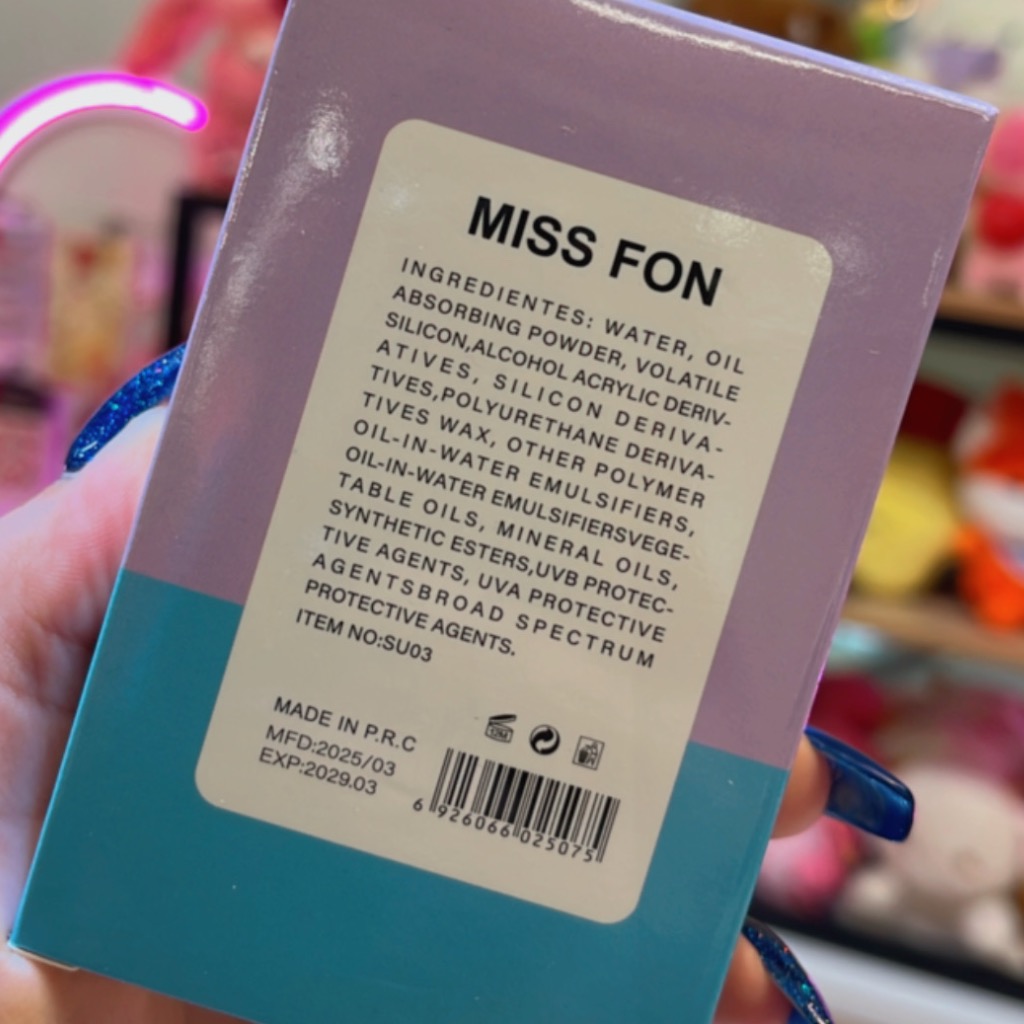 MISS FON
INGREDIENTES: WATER, OIL
ABSORBING POWDER, VOLATILE
SILICON,ALCOHOL ACRYLIC DERIV-
ATIVES, SILICON DERIVA-
TIVES,POLYURETHANE DERIVA-
TIVES WAX, OTHER POLYMER
OIL-IN-WATER EMULSIFIERS,
OIL-IN-WATER EMULSIFIERSVEGE-
TABLE OILS, MINERAL OILS,
SYNTHETIC ESTERS,UVB PROTEC-
TIVE AGENTS, UVA PROTECTIVE
AGENTSBROAD SPECTRUM
PROTECTIVE AGENTS.
ITEM NO:SU03
MADE IN P.R.C
MFD:2025/03
EXP:2029.03
6 926066 025075